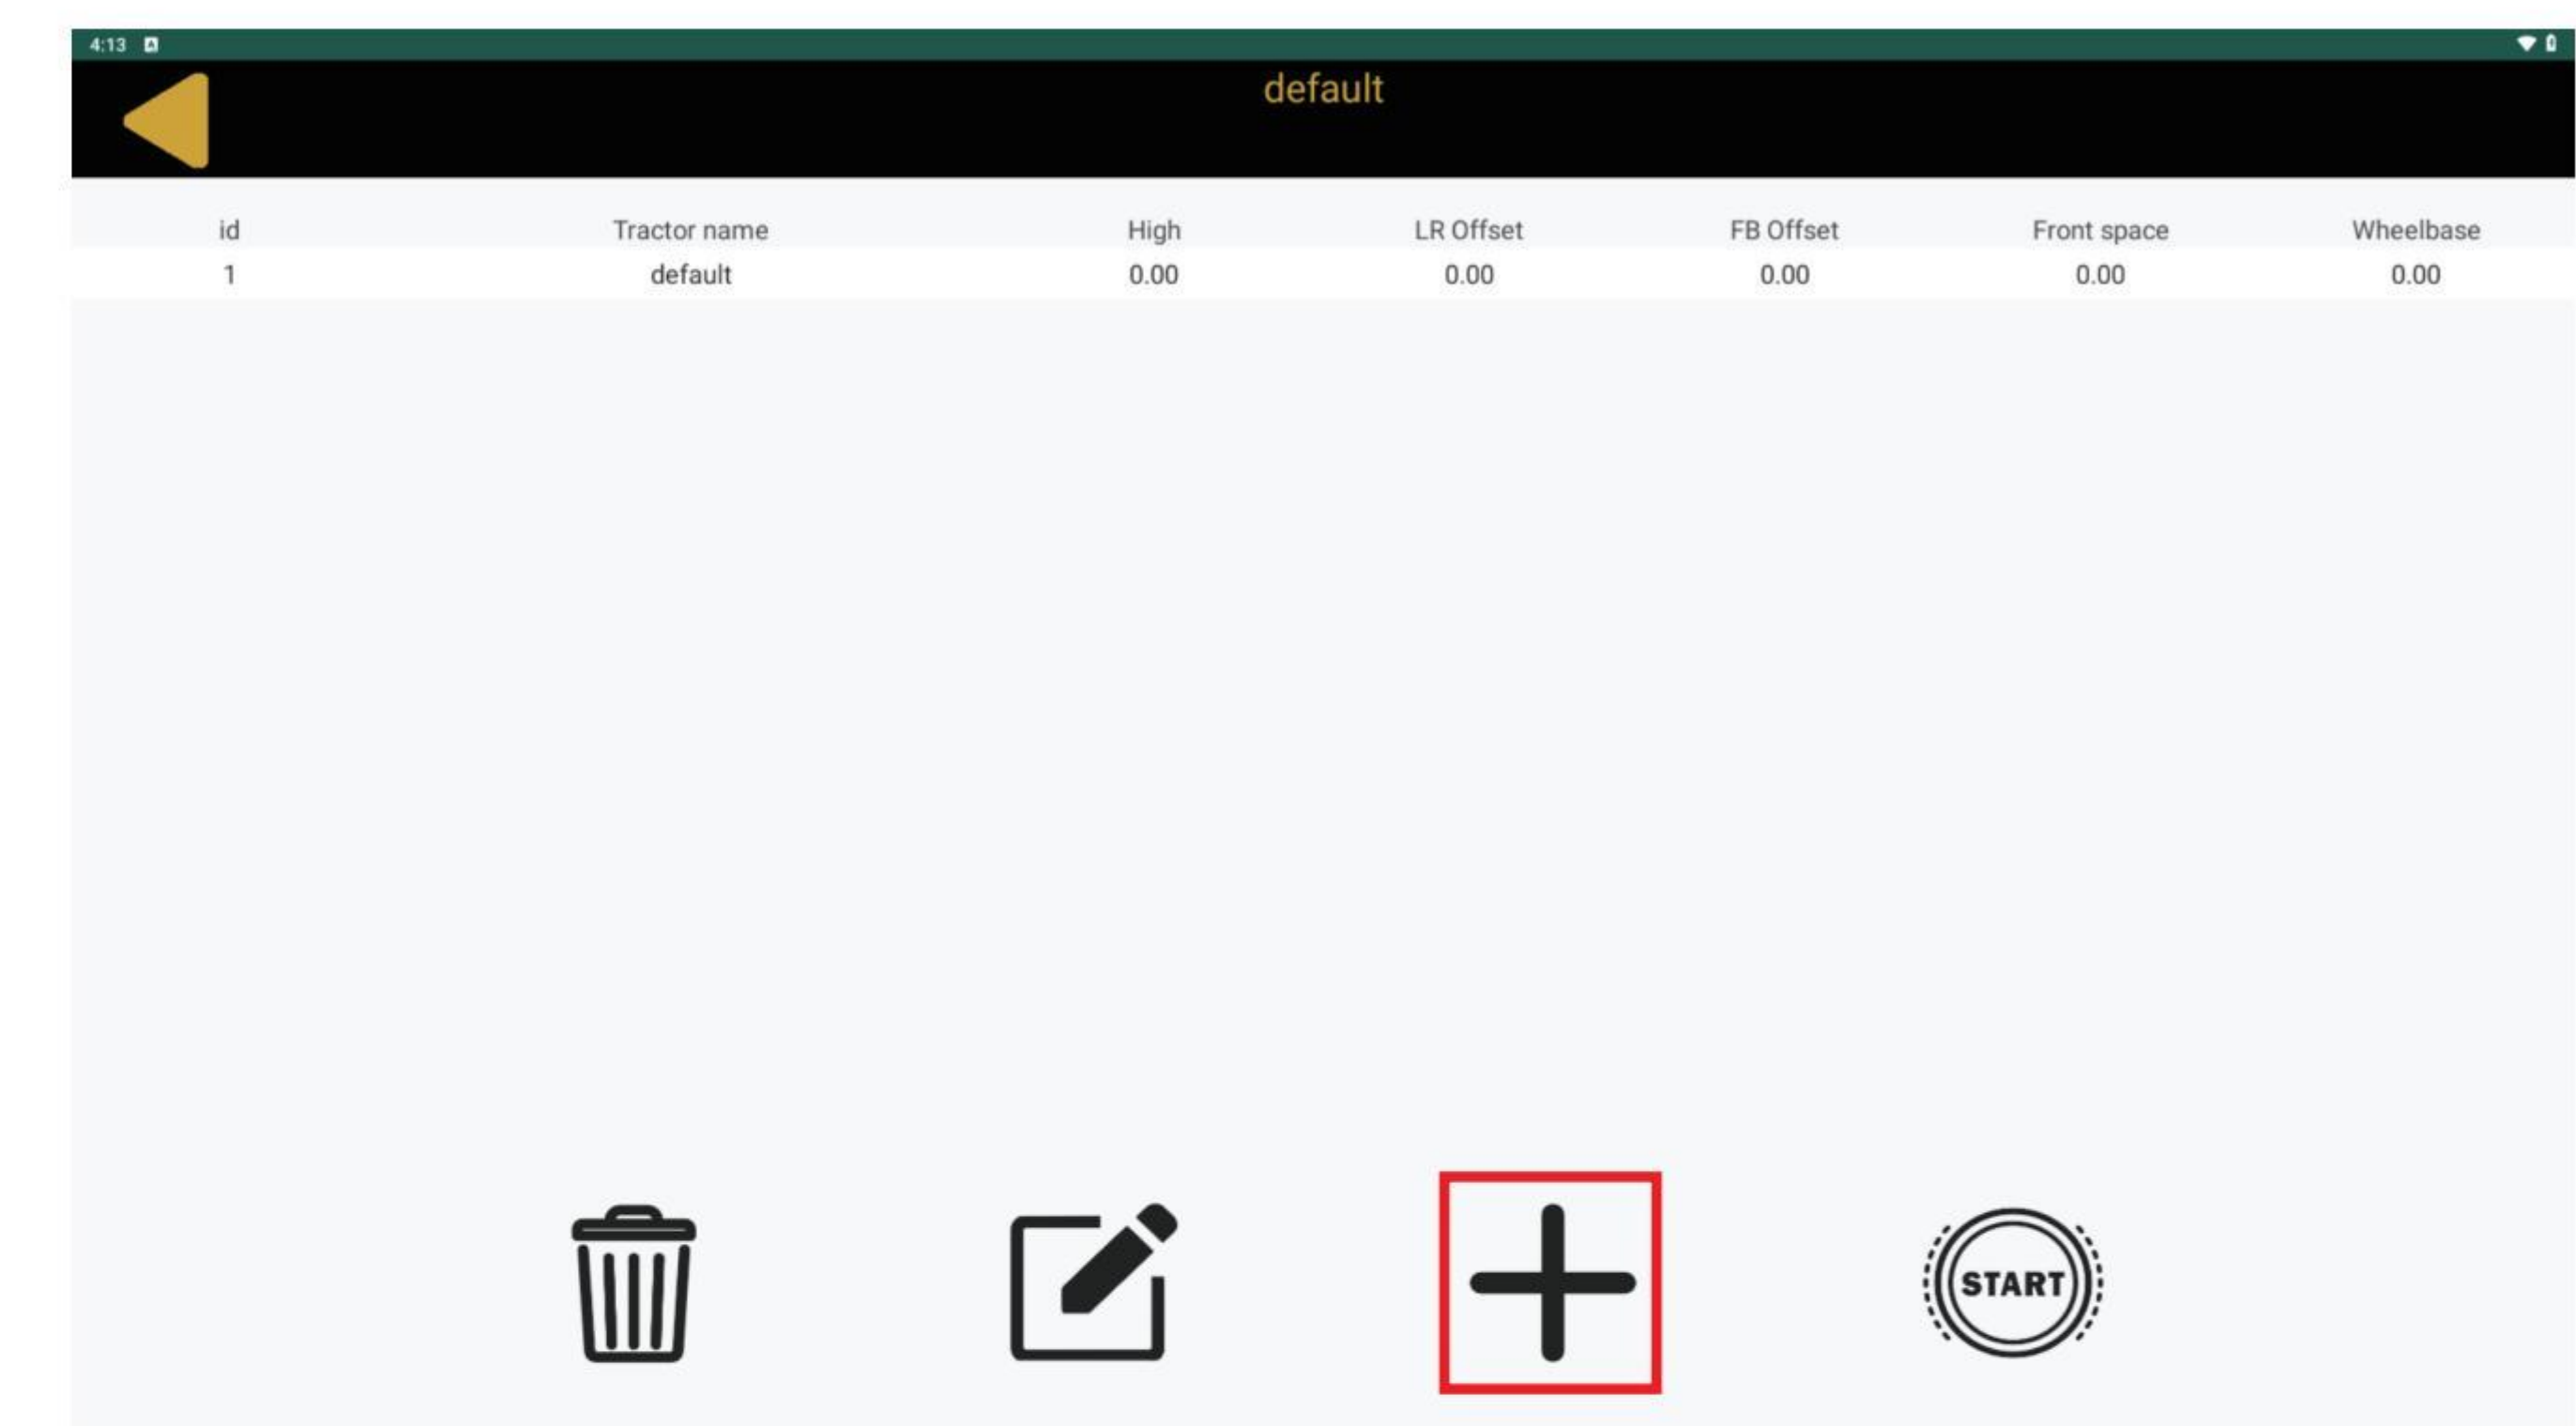 4:13
default
id Tractor name High LR Offset FB Offset Front space Wheelbase
1 default 0.00 0.00 0.00 0.00 0.00
START